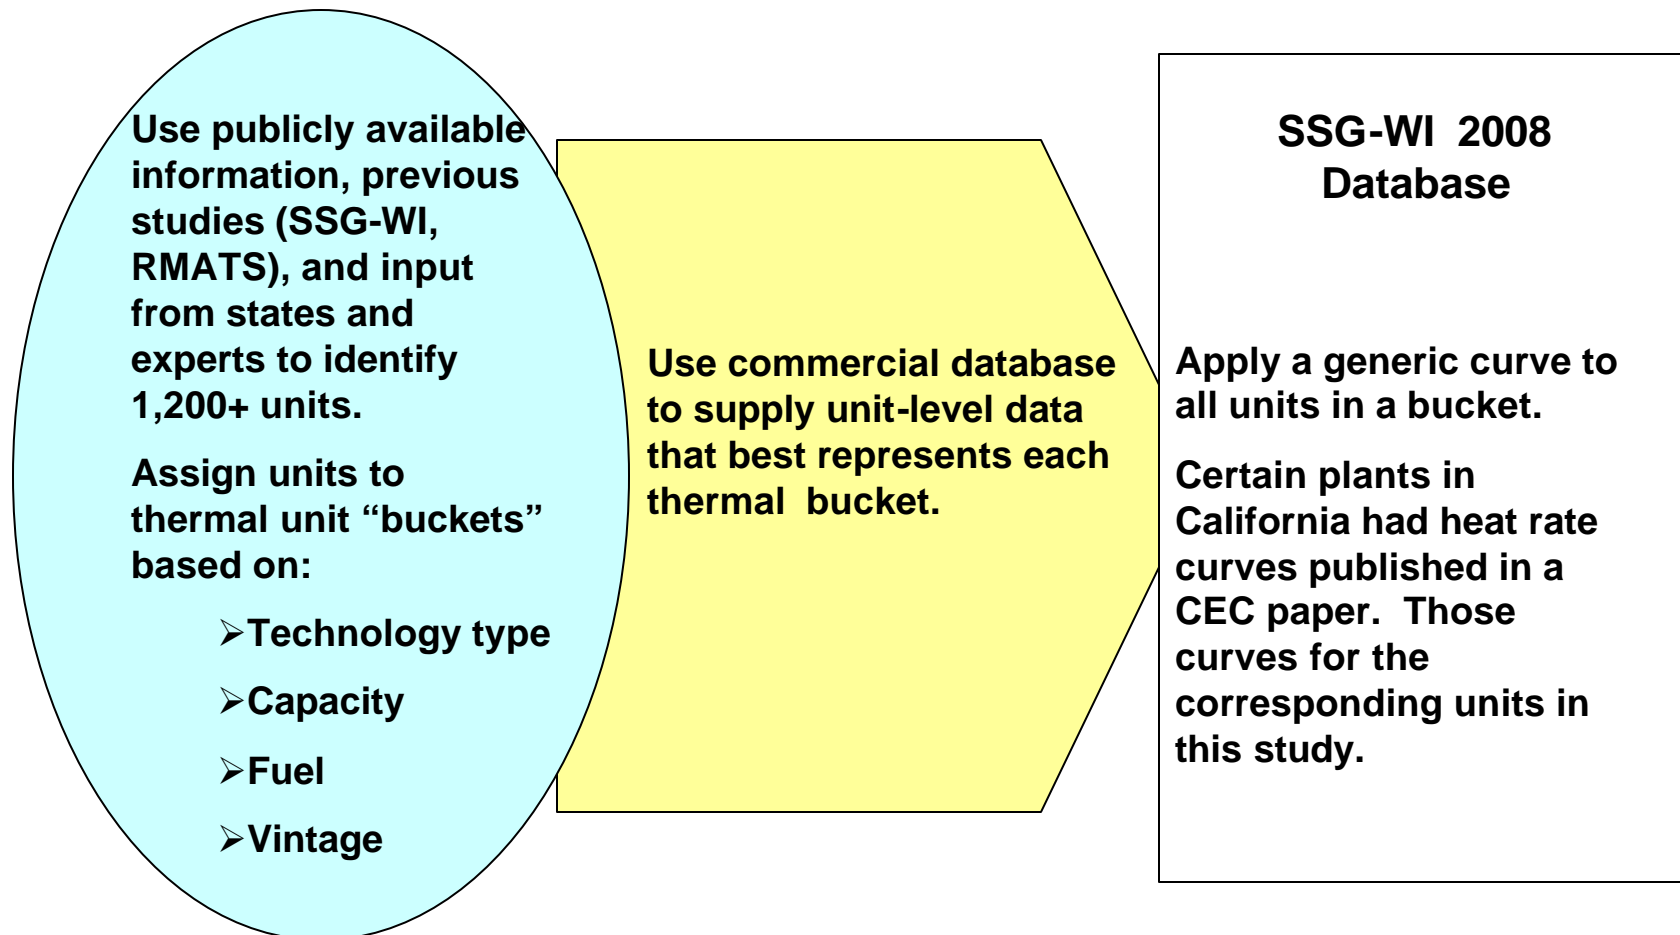 Use publicly available
information, previous
studies (SSG-WI,
RMATS), and input
from states and
experts to identify
1,200+ units.
Assign units to
thermal unit “buckets”
based on:
➢Technology type
➢Capacity
➢Fuel
➢Vintage
Use commercial database
to supply unit-level data
that best represents each
thermal  bucket.
SSG-WI  2008
Database
Apply a generic curve to
all units in a bucket.
Certain plants in
California had heat rate
curves published in a
CEC paper.  Those
curves for the
corresponding units in
this study.